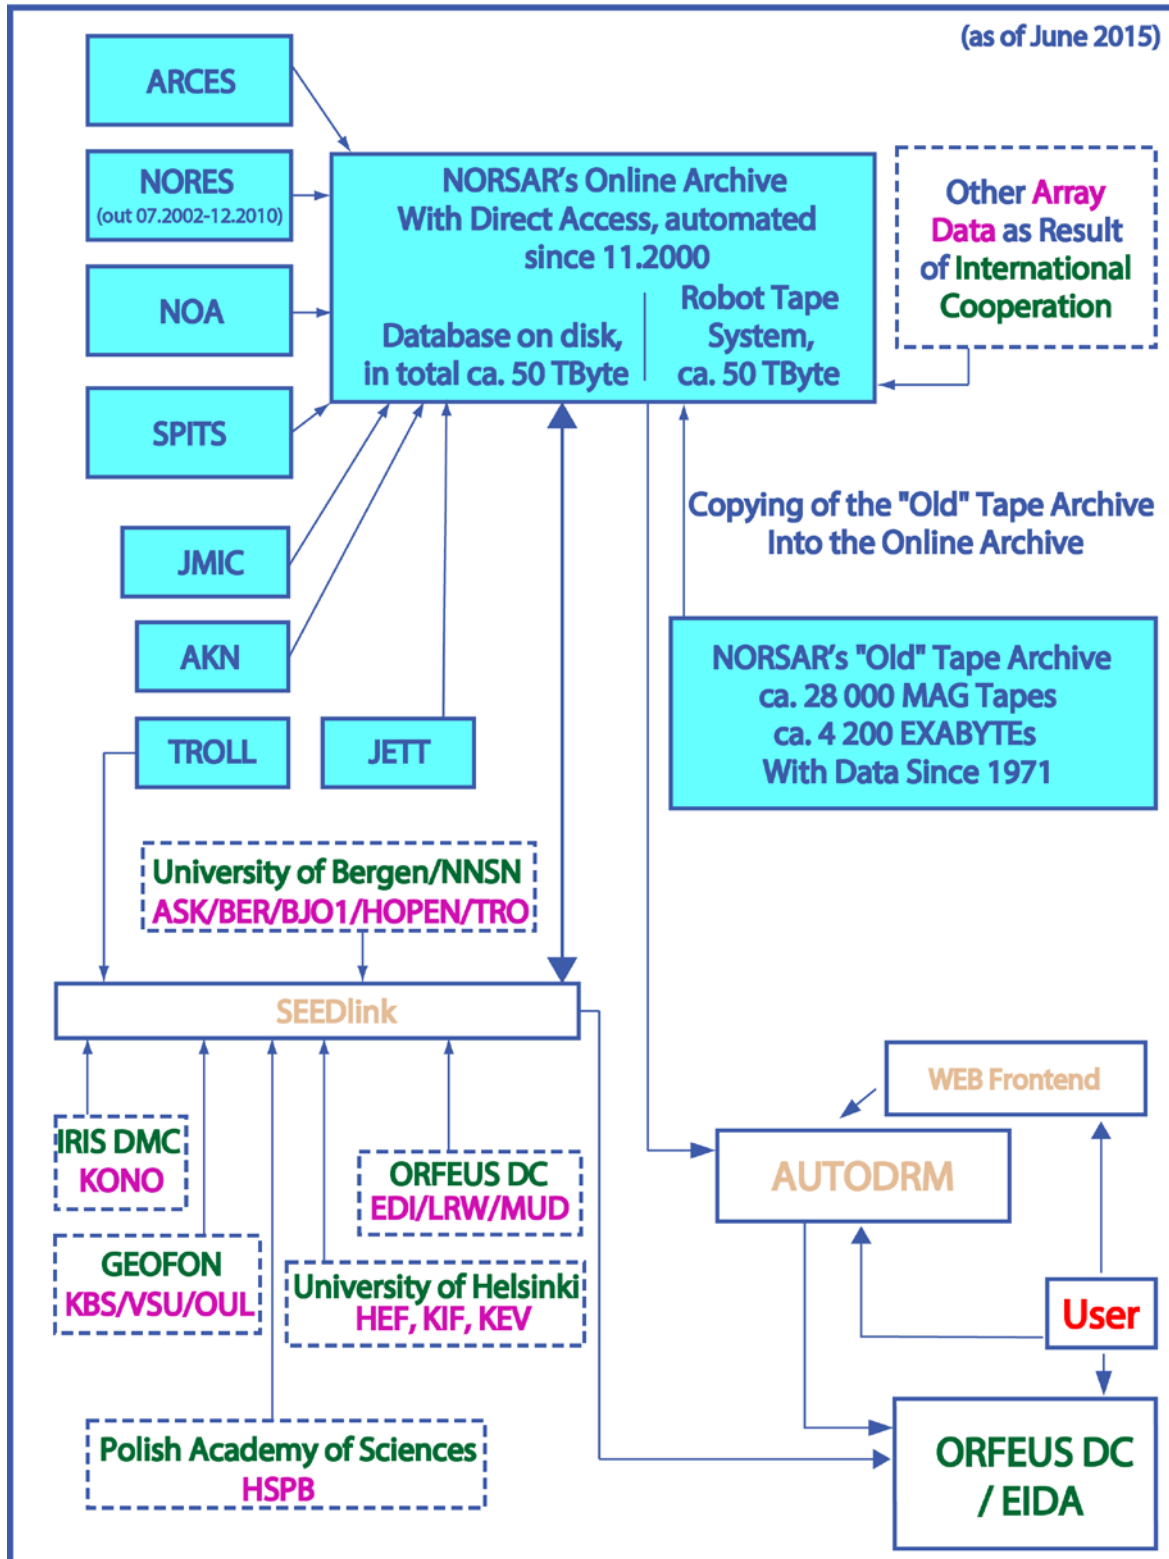 (as of June 2015)
ARCES
NORES
(out 07.2002-12.2010)
NOA
SPITS
NORSAR's Online Archive
With Direct Access, automated
since 11.2000
Database on disk,
in total ca. 50 TByte
Robot Tape
System,
ca. 50 TByte
Other Array
Data as Result
of International
Cooperation
JMIC
AKN
TROLL
JETT
Copying of the "Old" Tape Archive
Into the Online Archive
NORSAR's "Old" Tape Archive
ca. 28 000 MAG Tapes
ca. 4 200 EXABYTEs
With Data Since 1971
University of Bergen/NNSN
ASK/BER/BJO1/HOPEN/TRO
SEEDlink
IRIS DMC
KONO
GEOFON
KBS/VSU/OUL
ORFEUS DC
EDI/LRW/MUD
University of Helsinki
HEF, KIF, KEV
Polish Academy of Sciences
HSPB
WEB Frontend
AUTODRM
User
ORFEUS DC
/ EIDA